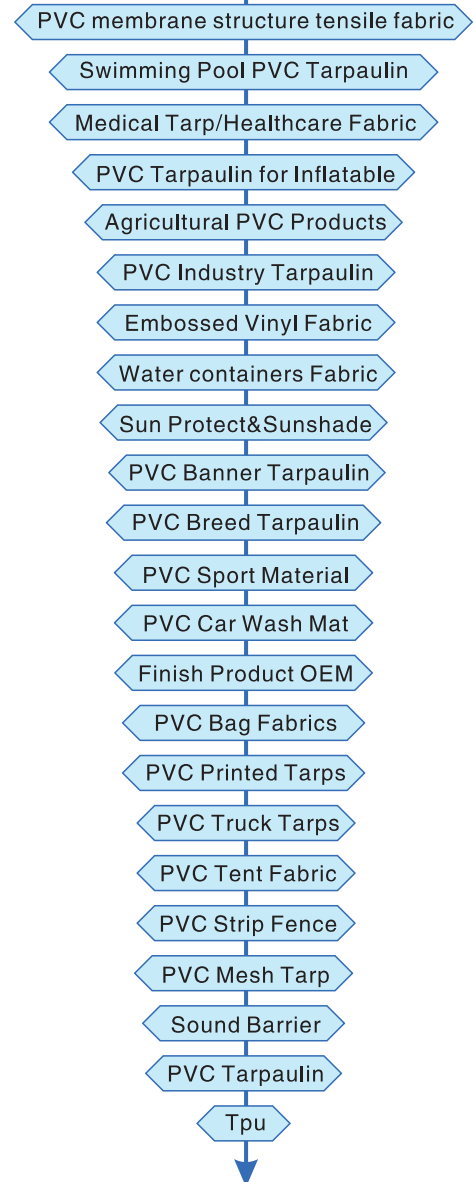 PVC membrane structure tensile fabric
Swimming Pool PVC Tarpaulin
Medical Tarp/Healthcare Fabric
PVC Tarpaulin for Inflatable
Agricultural PVC Products
PVC Industry Tarpaulin
Embossed Vinyl Fabric
Water containers Fabric
Sun Protect&Sunshade
PVC Banner Tarpaulin
PVC Breed Tarpaulin
PVC Sport Material
PVC Car Wash Mat
Finish Product OEM
PVC Bag Fabrics
PVC Printed Tarps
PVC Truck Tarps
PVC Tent Fabric
PVC Strip Fence
PVC Mesh Tarp
Sound Barrier
PVC Tarpaulin
Tpu